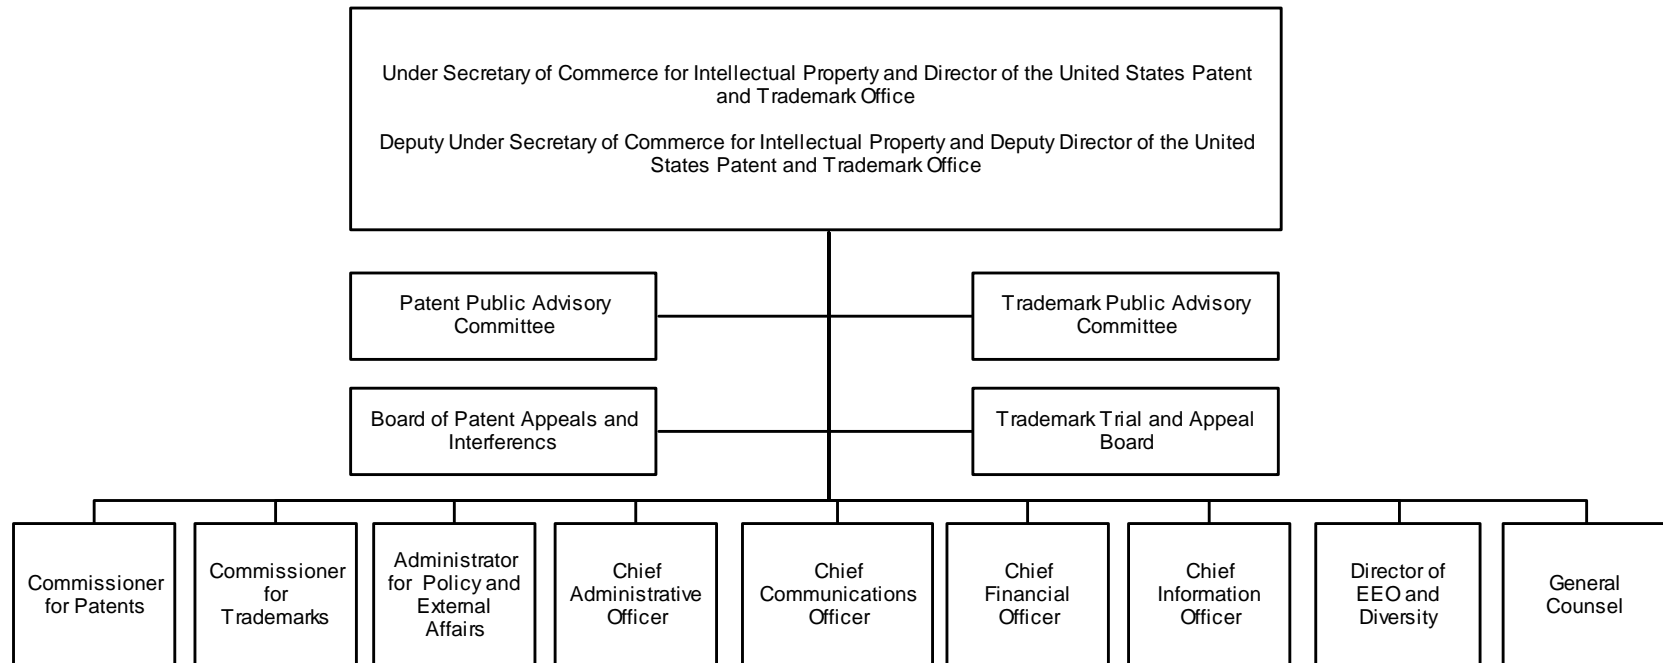 Under Secretary of Commerce for Intellectual Property and Director of the United States Patent
and Trademark Office
Deputy Under Secretary of Commerce for Intellectual Property and Deputy Director of the United
States Patent and Trademark Office
Patent Public Advisory
Committee
Trademark Public Advisory
Committee
Board of Patent Appeals and
Interferencs
Trademark Trial and Appeal
Board
Commissioner
for Patents
Commissioner
for
Trademarks
Administrator
for Policy and
External
Affairs
Chief
Administrative
Officer
Chief
Communications
Officer
Chief
Financial
Officer
Chief
Information
Officer
Director of
EEO and
Diversity
General
Counsel